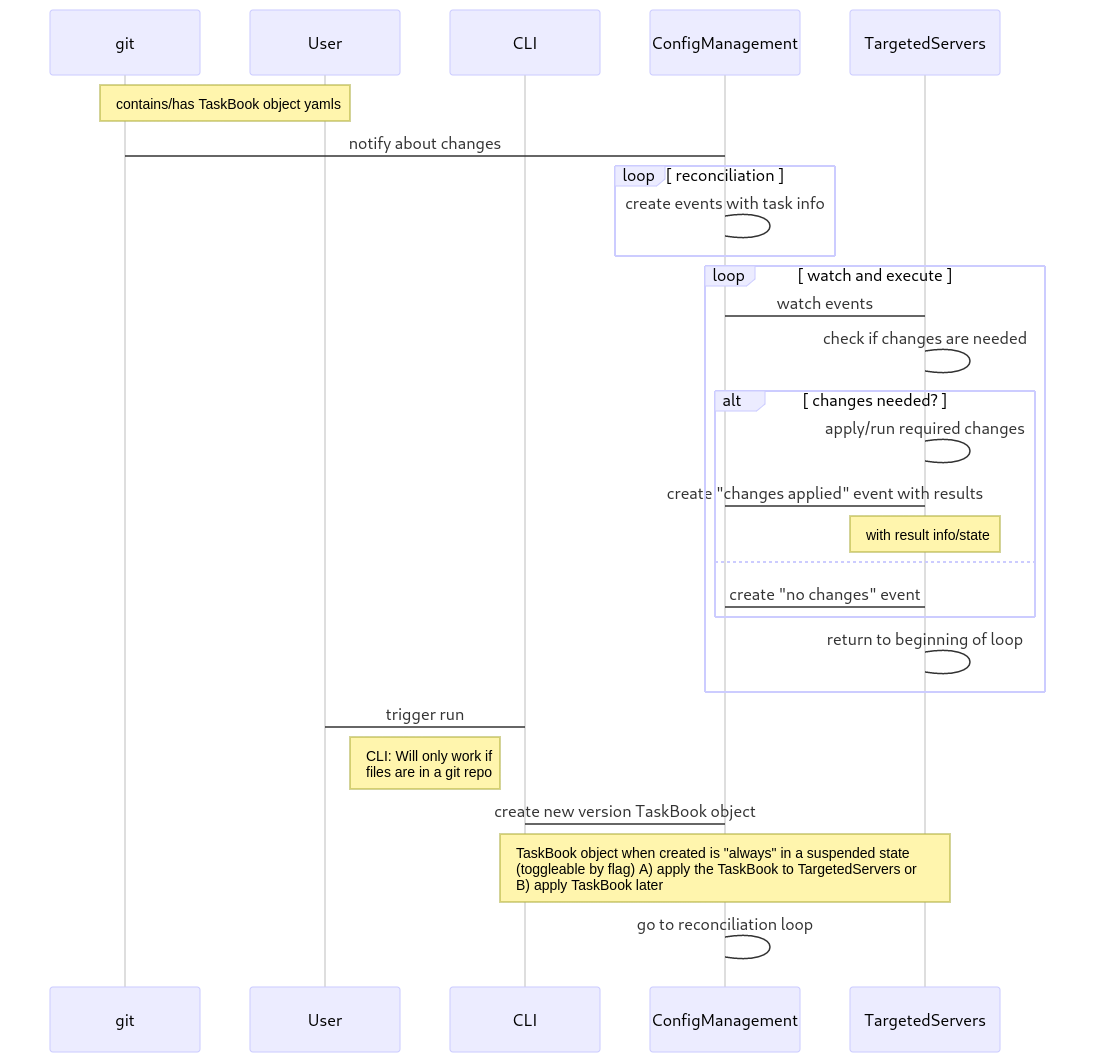 git
User
CLI
ConfigManagement
TargetedServers
contains/has TaskBook object yamls
notify about changes
loop
[ reconciliation ]
create events with task info
loop
[ watch and execute ]
watch events
check if changes are needed
alt
[ changes needed? ]
apply/run required changes
create "changes applied" event with results
with result info/state
create "no changes" event
return to beginning of loop
trigger run
CLI: Will only work if
files are in a git repo
create new version TaskBook object
TaskBook object when created is "always" in a suspended state
(toggleable by flag) A) apply the TaskBook to TargetedServers or
B) apply TaskBook later
go to reconciliation loop
git
User
CLI
ConfigManagement
TargetedServers